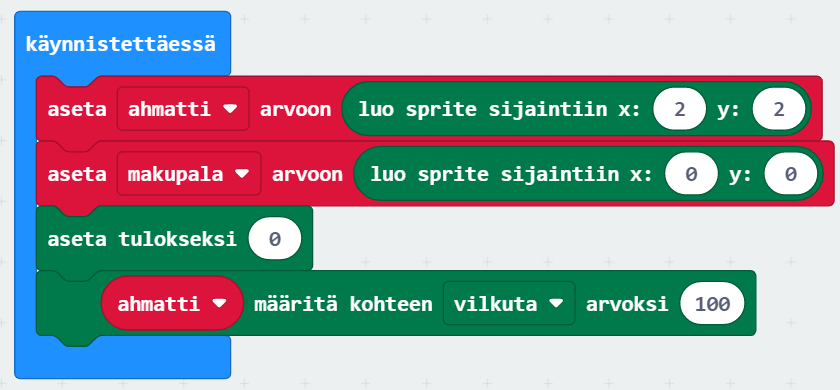 käynnistettäessä
aseta ahmatti arvoon luo sprite sijaintiin x: 2 y: 2
aseta makupala arvoon luo sprite sijaintiin x: 0 y: 0
aseta tulokseksi 0
ahmatti määritä kohteen vilkuta arvoksi 100